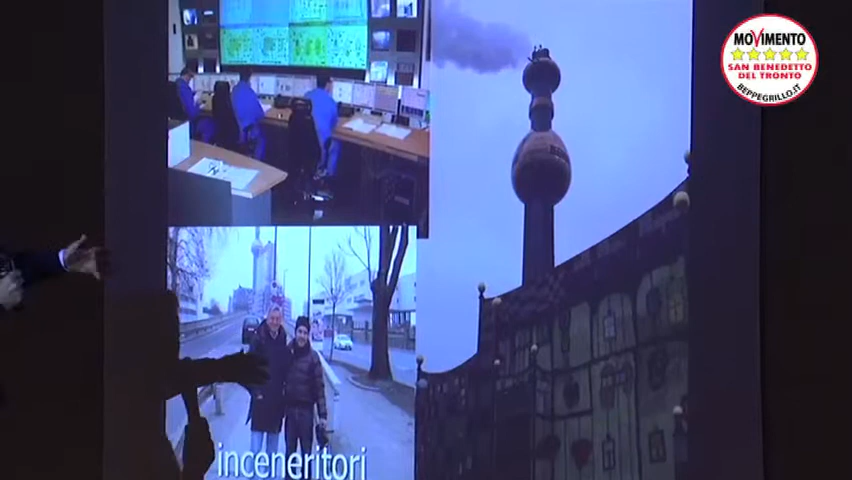 MOVIMENTO
SAN BENEDETTO
DEL TRONTO
BEPPEGRILLO.IT
inceneritori